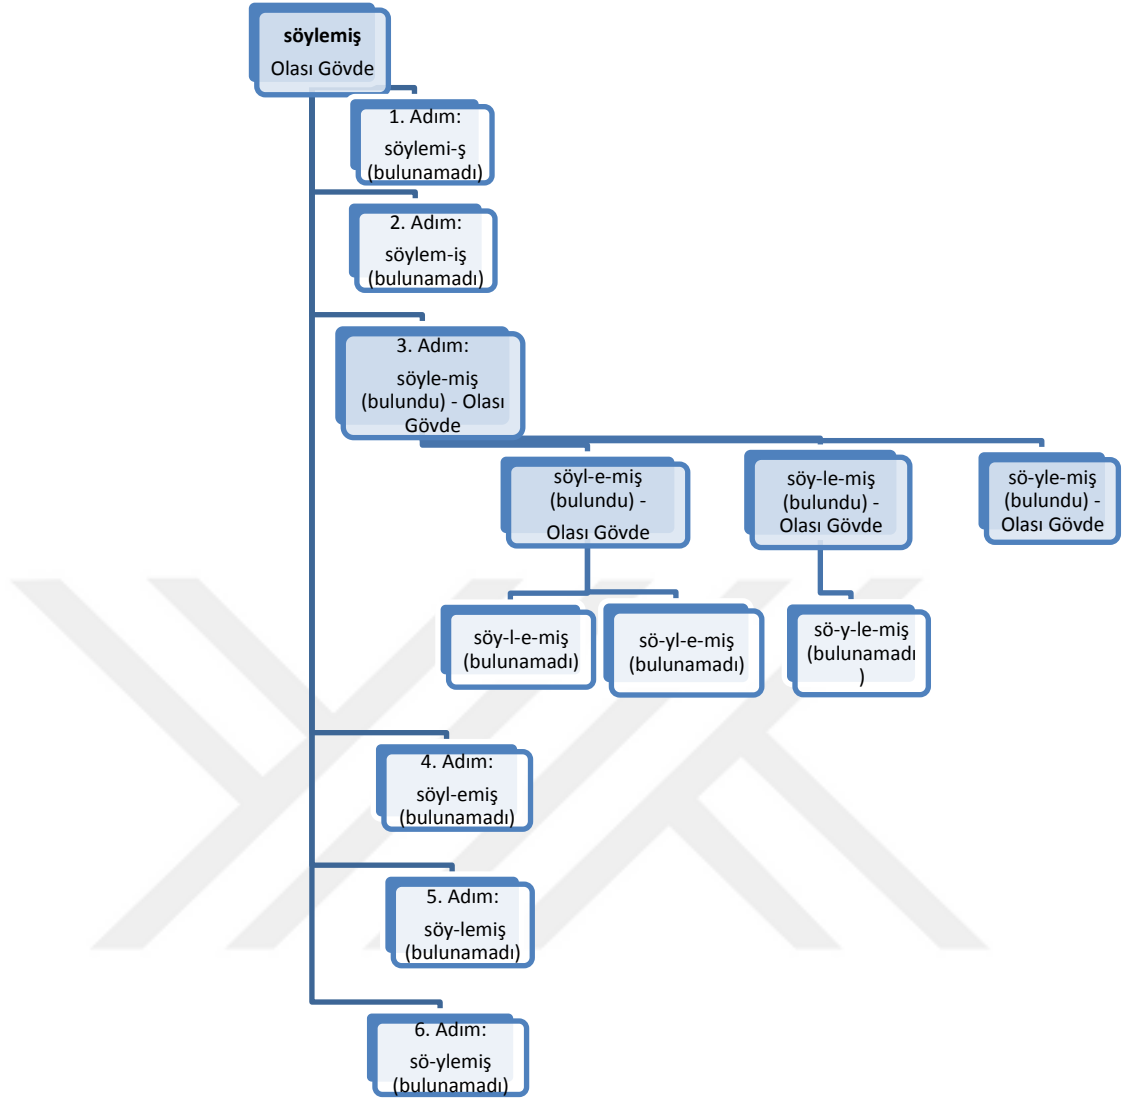 söylemiş
Olası Gövde
1. Adım:
söylemi-ş
(bulunamadı)
2. Adım:
söylem-iş
(bulunamadı)
3. Adım:
söyle-miş
(bulundu) - Olası
Gövde
söyl-e-miş
(bulundu) -
Olası Gövde
söy-le-miş
(bulundu) -
Olası Gövde
sö-yle-miş
(bulundu) -
Olası Gövde
söy-l-e-miş
(bulunamadı)
sö-yl-e-miş
(bulunamadı)
sö-y-le-miş
(bulunamadı
)
4. Adım:
söyl-emiş
(bulunamadı)
5. Adım:
söy-lemiş
(bulunamadı)
6. Adım:
sö-ylemiş
(bulunamadı)